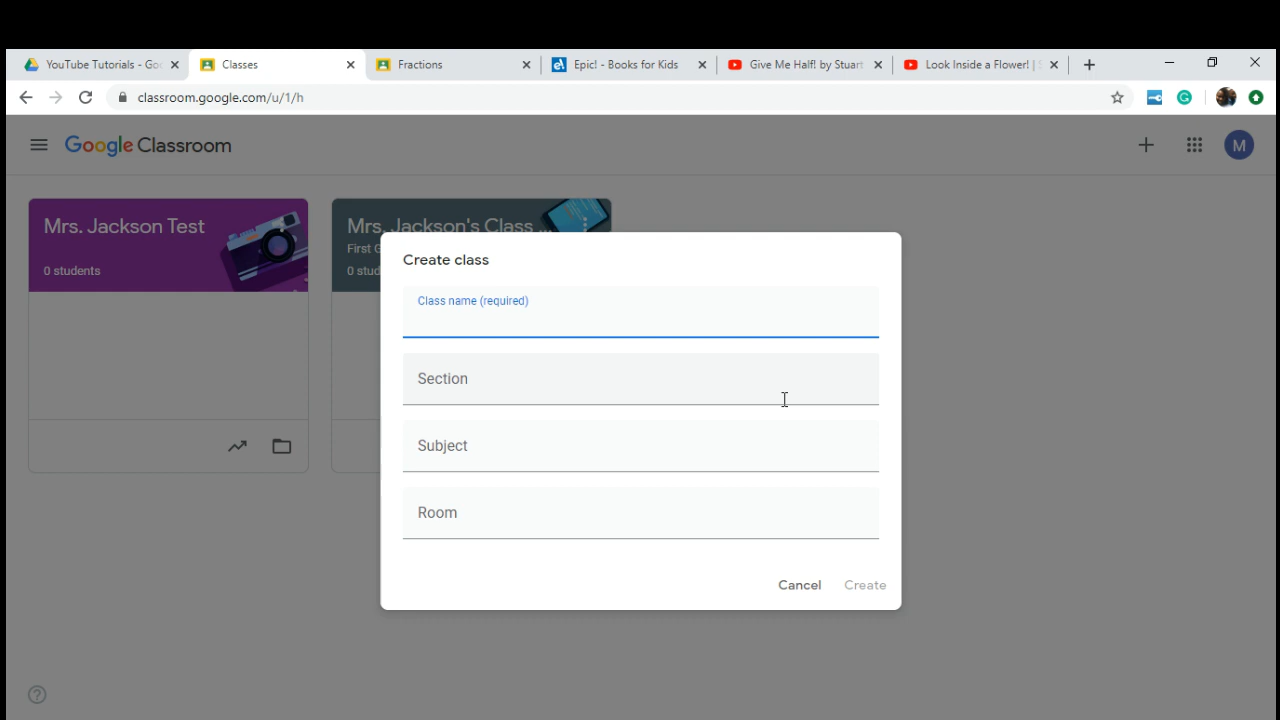 YouTube Tutorials - Goo
Classes
Fractions
Epic! - Books for Kids
Give Me Half! by Stuart
Look Inside a Flower! | S
classroom.google.com/u/1/h
Google Classroom
M
Mrs. Jackson Test
0 students
Mrs. Jackson's Class ...
First G
0 stud
Create class
Class name (required)
Section
Subject
Room
Cancel
Create